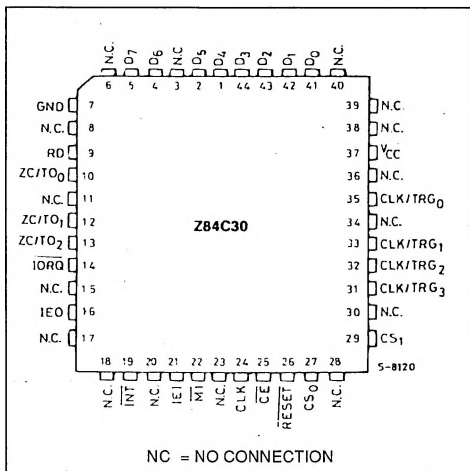 N.C. D7 D6 N.C D5 D4 D3 D2 D1 D0 N.C.
6 5 4 3 2 1 44 43 42 41 40
GND 7
N.C. 8
RD 9
ZC/TO0 10
N.C. 11
ZC/TO1 12
ZC/TO2 13
IORQ 14
N.C. 15
IEO 16
N.C. 17
Z84C30
39 N.C.
38 N.C.
37 VCC
36 N.C.
35 CLK/TRG0
34 N.C.
33 CLK/TRG1
32 CLK/TRG2
31 CLK/TRG3
30 N.C.
29 CS1
18 19 20 21 22 23 24 25 26 27 28
N.C. INT N.C. IEI M1 N.C. CLK CE RESET CS0 N.C.
S-8120
NC = NO CONNECTION